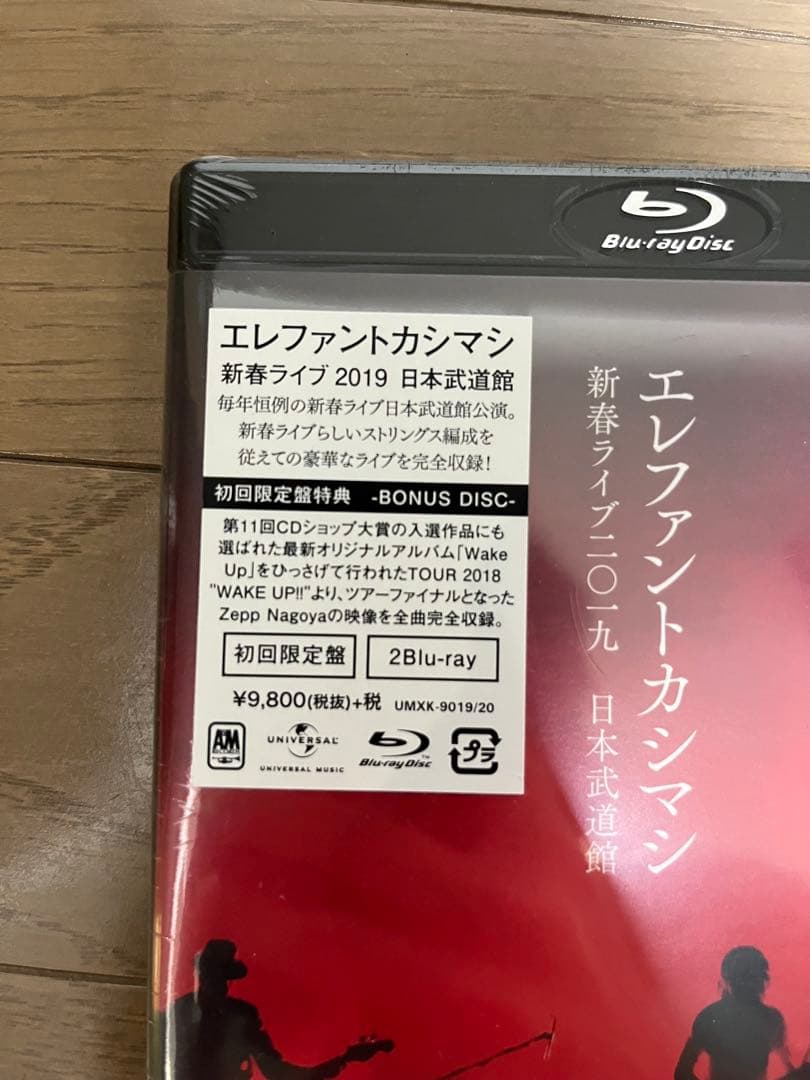 Blu-ray Disc
エレファントカシマシ
新春ライブ 2019 日本武道館
毎年恒例の新春ライブ日本武道館公演。
新春ライブらしいストリングス編成を
従えての豪華なライブを完全収録!
初回限定盤特典 -BONUS DISC-
第11回CDショップ大賞の入選作品にも
選ばれた最新オリジナルアルバム「Wake
Up」をひっさげて行われたTOUR 2018
"WAKE UP!!"より、ツアーファイナルとなった
Zepp Nagoyaの映像を全曲完全収録。
初回限定盤
2Blu-ray
¥9,800(税抜)+税 UMXK-9019/20
A&M
UNIVERSAL
UNIVERSAL MUSIC
Blu-ray Disc
TM
プラ
エレファントカシマシ
新春ライブ二〇一九 日本武道館